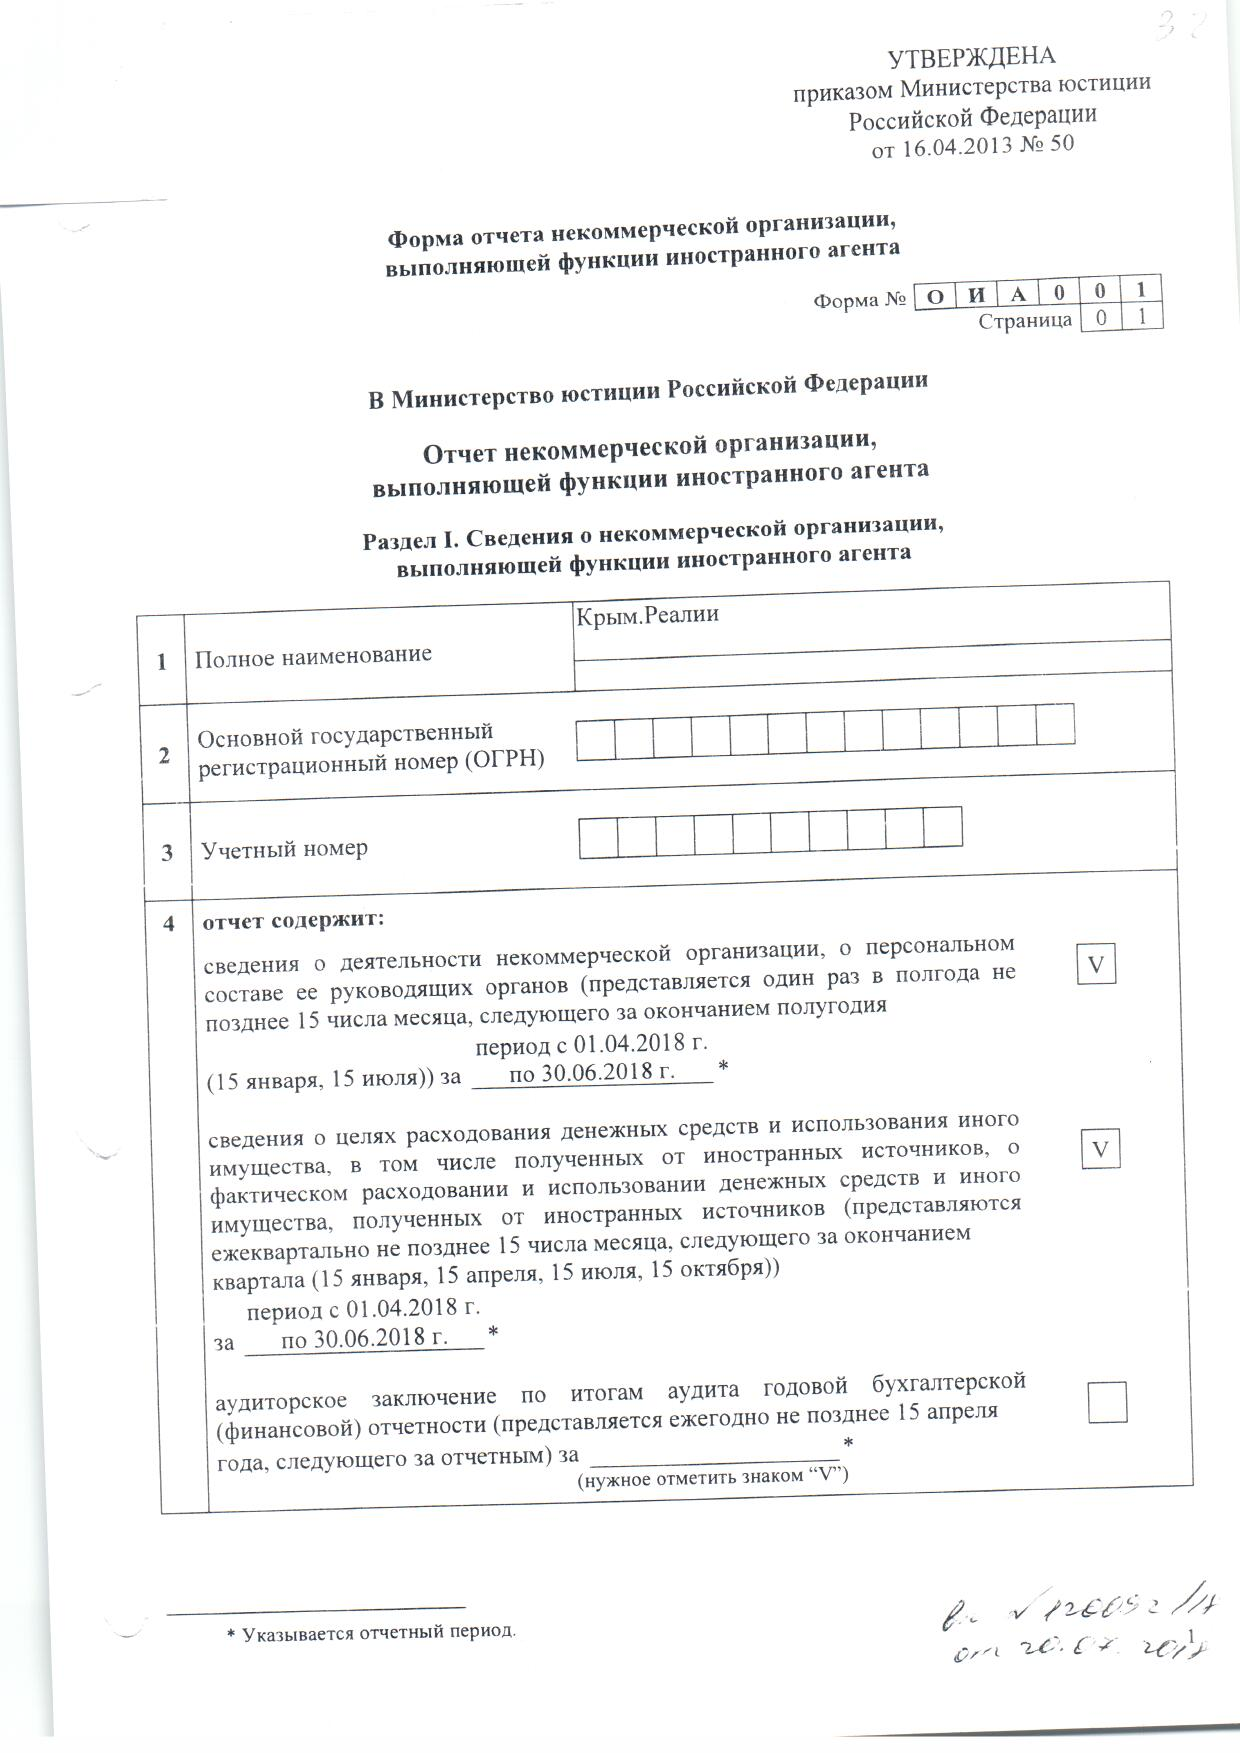 УТВЕРЖДЕНА
приказом Министерства юстиции
Российской Федерации
от 16.04.2013 № 50
Форма отчета некоммерческой организации,
выполняющей функции иностранного агента
Форма № О И А 0 0 1
Страница 0 1
В Министерство юстиции Российской Федерации
Отчет некоммерческой организации,
выполняющей функции иностранного агента
Раздел I. Сведения о некоммерческой организации,
выполняющей функции иностранного агента
1 Полное наименование Крым.Реалии
2 Основной государственный
регистрационный номер (ОГРН)
3 Учетный номер
4 отчет содержит:
сведения о деятельности некоммерческой организации, о персональном
составе ее руководящих органов (представляется один раз в полгода не V
позднее 15 числа месяца, следующего за окончанием полугодия
период с 01.04.2018 г.
(15 января, 15 июля)) за по 30.06.2018 г. *
сведения о целях расходования денежных средств и использования иного
имущества, в том числе полученных от иностранных источников, о V
фактическом расходовании и использовании денежных средств и иного
имущества, полученных от иностранных источников (представляются
ежеквартально не позднее 15 числа месяца, следующего за окончанием
квартала (15 января, 15 апреля, 15 июля, 15 октября))
период с 01.04.2018 г.
за по 30.06.2018 г. *
аудиторское заключение по итогам аудита годовой бухгалтерской
(финансовой) отчетности (представляется ежегодно не позднее 15 апреля
года, следующего за отчетным) за *
(нужное отметить знаком “V”)
* Указывается отчетный период.
от 20.07.2018
1